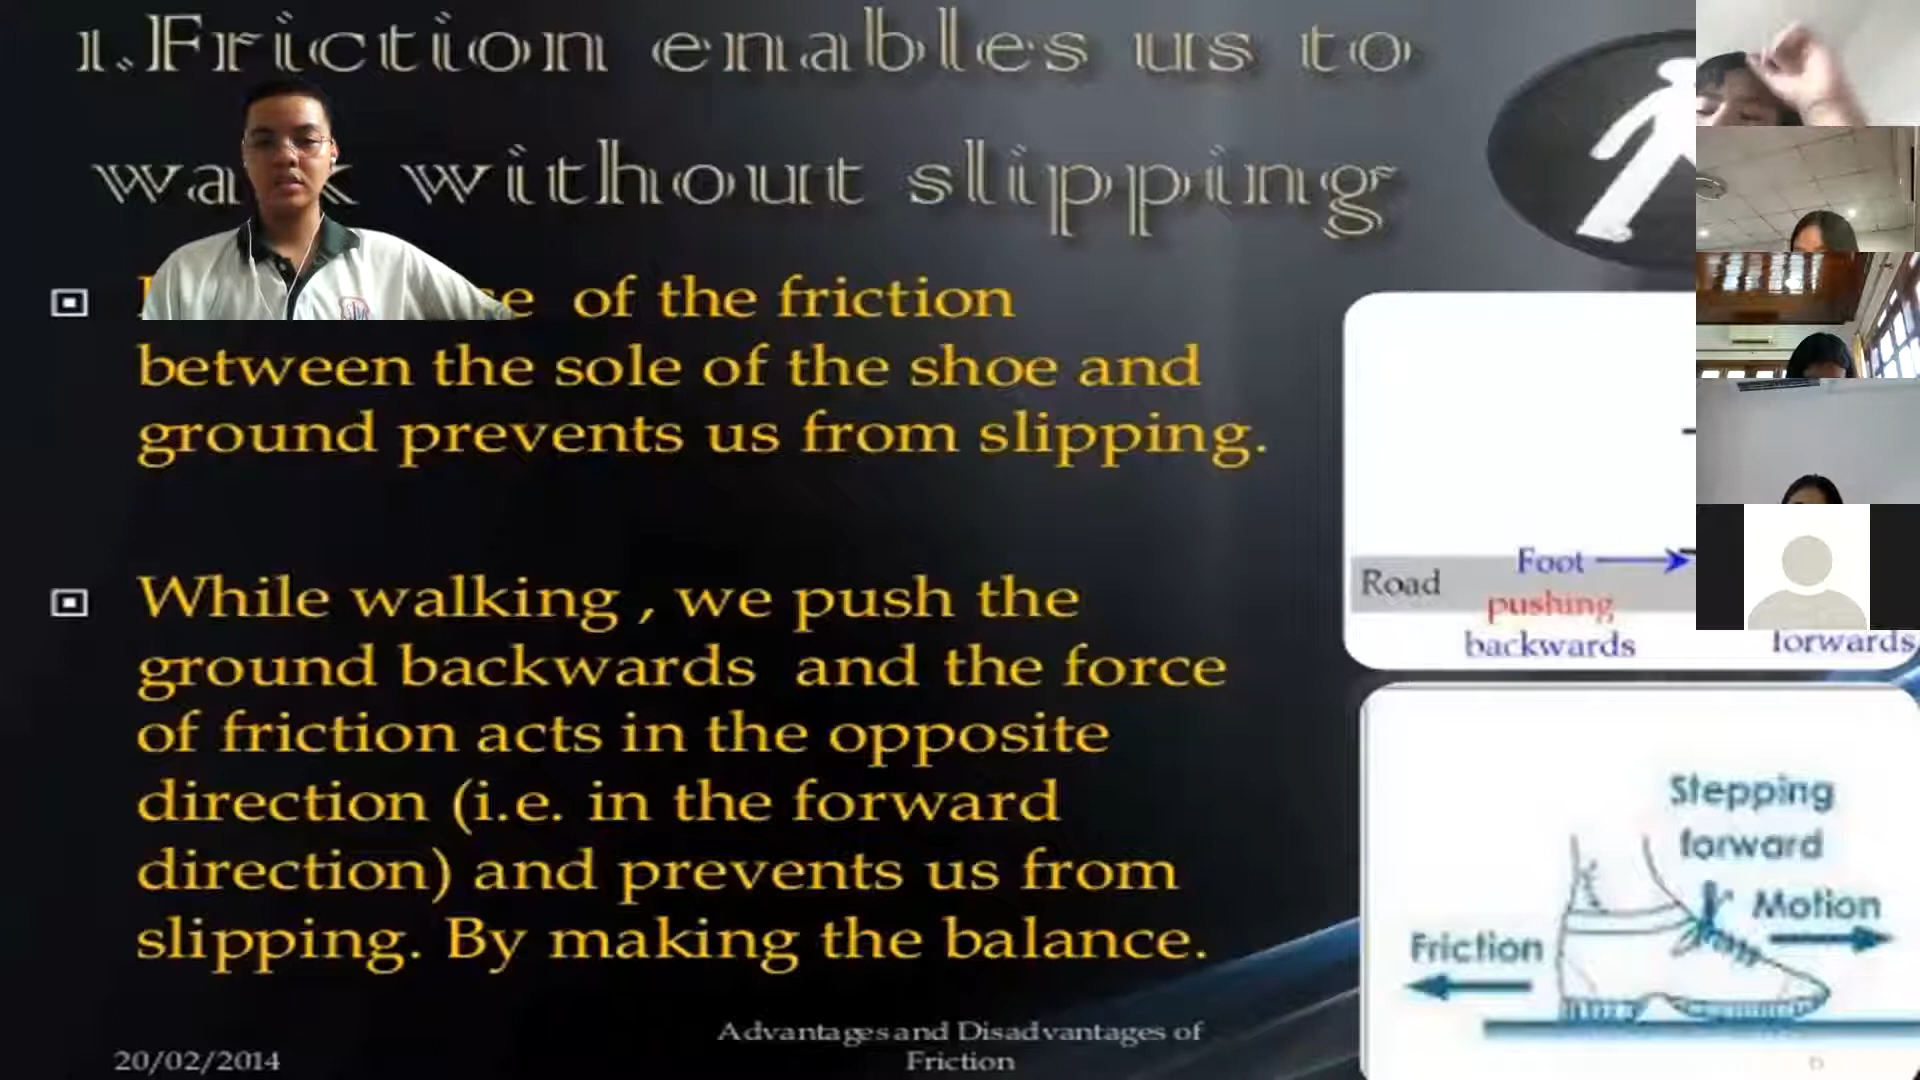 1.Friction enables us to
walk without slipping
of the friction
between the sole of the shoe and
ground prevents us from slipping.
While walking , we push the
ground backwards and the force
of friction acts in the opposite
direction (i.e. in the forward
direction) and prevents us from
slipping. By making the balance.
Road
Foot
pushing
backwards
forwards
Stepping
forward
Motion
Friction
20/02/2014
Advantages and Disadvantages of
Friction
6